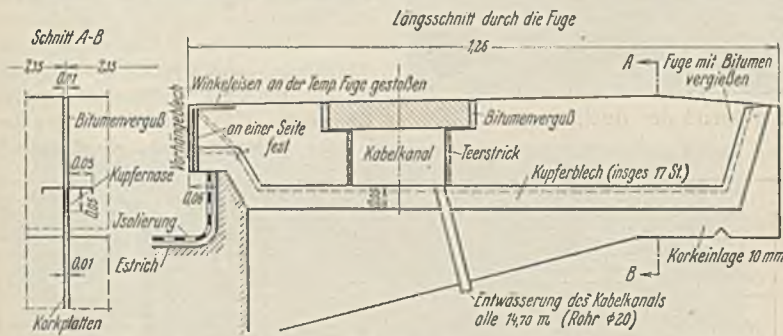 Längsschnitt durch die Fuge
1,26
Schnitt A-B
2,15
2,15
0,01
Bitumenverguß
0,05
Kupfernase
0,05
Isolierung
Estrich
0,01
Korkplatten
Vorhangblech
Winkeleisen an der Temp. Fuge gestoßen
an einer Seite
fest
0,06
Kabelkanal
Bitumenverguß
Teerstrick
Kupferblech (insges 17 St.)
0,05
A
Fuge mit Bitumen
vergießen
B
Korkeinlage 10 mm
Entwässerung des Kabelkanals
alle 14,70 m (Rohr φ20)